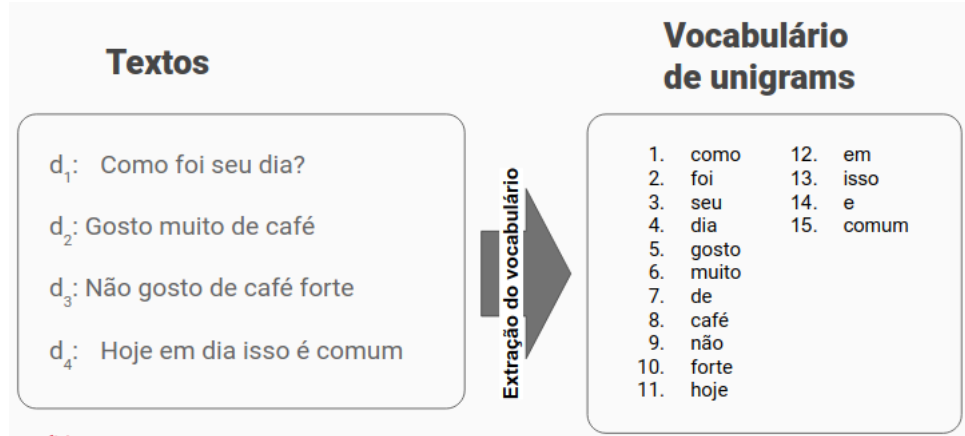 Textos
d1: Como foi seu dia?
d2: Gosto muito de café
d3: Não gosto de café forte
d4: Hoje em dia isso é comum
Extração do vocabulário
Vocabulário
de unigrams
1. como
2. foi
3. seu
4. dia
5. gosto
6. muito
7. de
8. café
9. não
10. forte
11. hoje
12. em
13. isso
14. e
15. comum